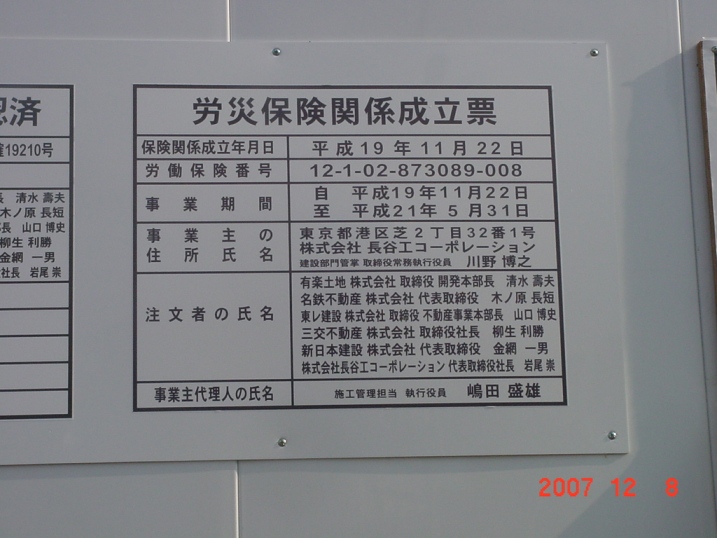 認済
19210号
長 清水 壽夫
木ノ原 長短
部長 山口 博史
柳生 利勝
金網 一男
社長 岩尾 崇
労災保険関係成立票
保険関係成立年月日 平成19年11月22日
労働保険番号 12-1-02-873089-008
事業期間 自 平成19年11月22日
至 平成21年5月31日
事業主の住所氏名 東京都港区芝2丁目32番1号
株式会社 長谷工コーポレーション
建設部門管掌 取締役常務執行役員 川野 博之
注文者の氏名 有楽土地 株式会社 取締役 開発本部長 清水 壽夫
名鉄不動産 株式会社 代表取締役 木ノ原 長短
東レ建設 株式会社 取締役 不動産事業本部長 山口 博史
三交不動産 株式会社 取締役社長 柳生 利勝
新日本建設 株式会社 代表取締役 金網 一男
株式会社長谷工コーポレーション 代表取締役社長 岩尾 崇
事業主代理人の氏名 施工管理担当 執行役員 嶋田 盛雄
2007 12 8